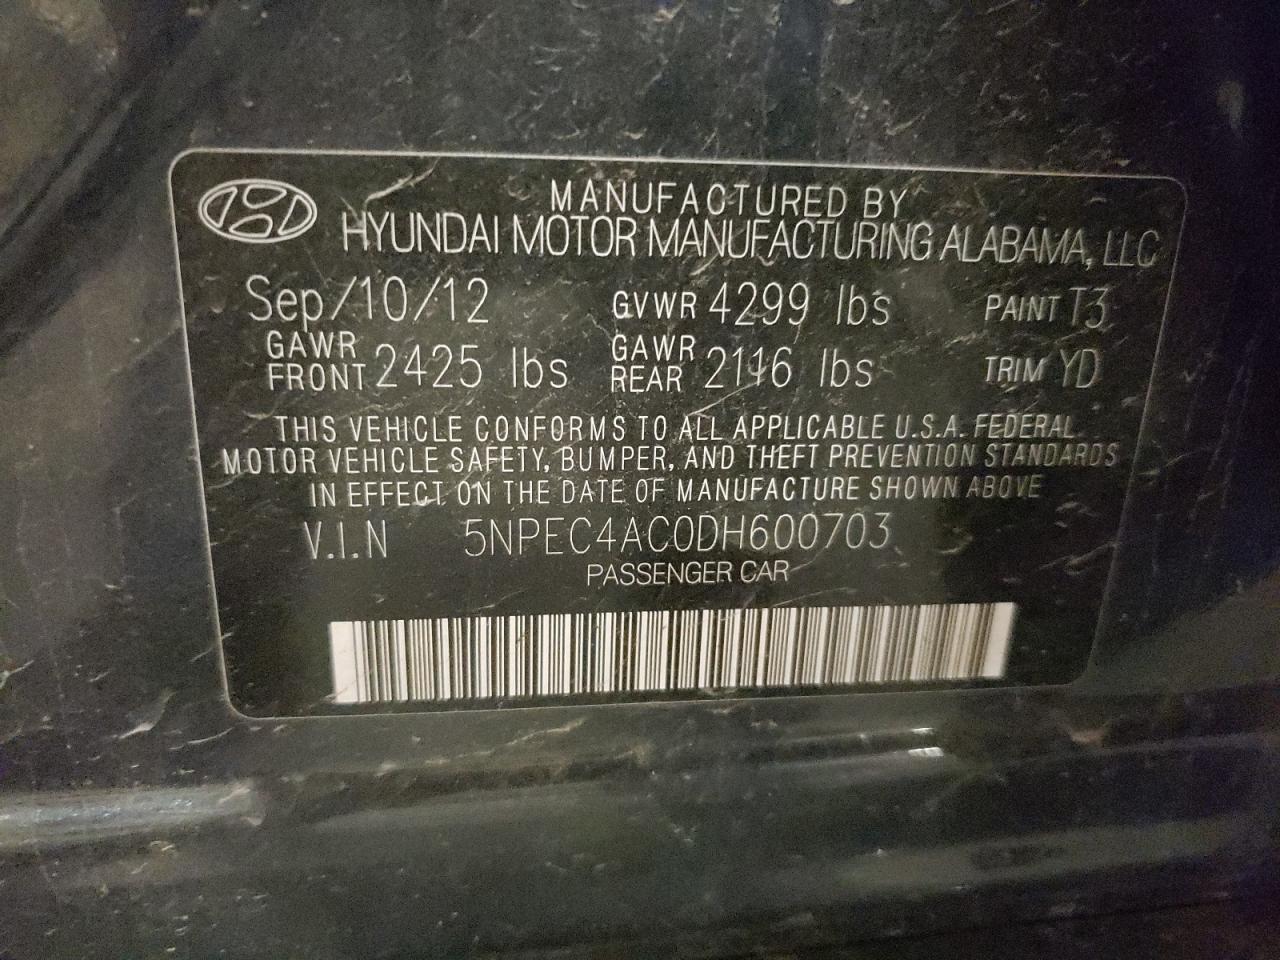 MANUFACTURED BY
HYUNDAI MOTOR MANUFACTURING ALABAMA, LLC
Sep/10/12 GVWR 4299 lbs PAINT T3
GAWR FRONT 2425 lbs GAWR REAR 2116 lbs TRIM YD
THIS VEHICLE CONFORMS TO ALL APPLICABLE U.S.A. FEDERAL
MOTOR VEHICLE SAFETY, BUMPER, AND THEFT PREVENTION STANDARDS
IN EFFECT ON THE DATE OF MANUFACTURE SHOWN ABOVE
V.I.N 5NPEC4AC0DH600703
PASSENGER CAR